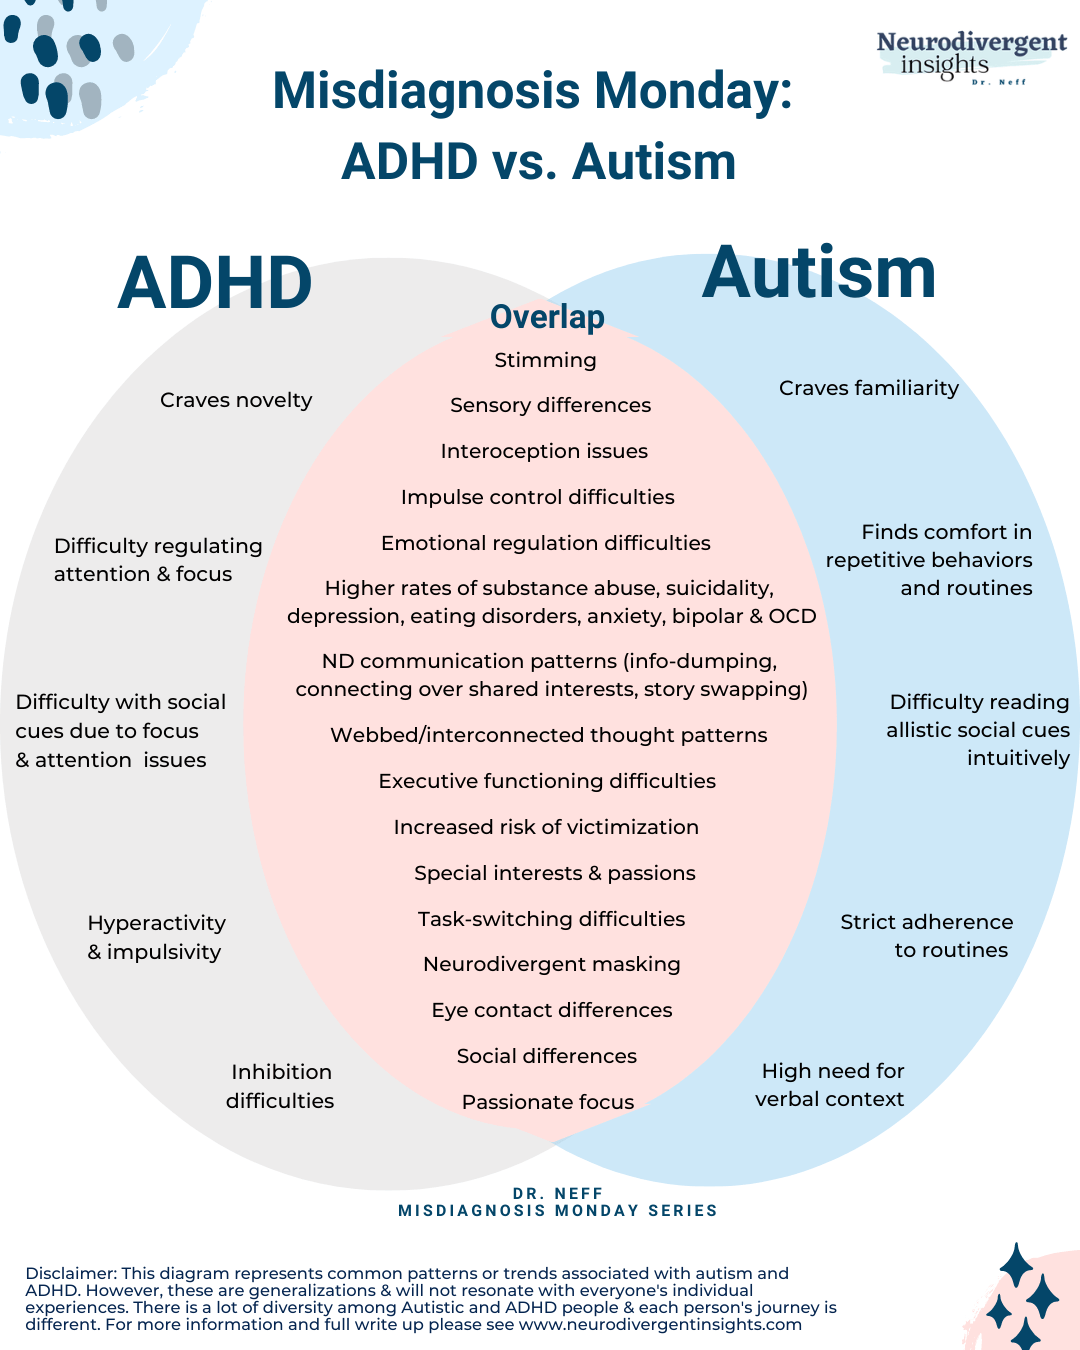 Neurodivergent
insights
Dr. Neff
Misdiagnosis Monday:
ADHD vs. Autism
ADHD
Craves novelty
Difficulty regulating
attention & focus
Difficulty with social
cues due to focus
& attention issues
Hyperactivity
& impulsivity
Inhibition
difficulties
Overlap
Stimming
Sensory differences
Interoception issues
Impulse control difficulties
Emotional regulation difficulties
Higher rates of substance abuse, suicidality,
depression, eating disorders, anxiety, bipolar & OCD
ND communication patterns (info-dumping,
connecting over shared interests, story swapping)
Webbed/interconnected thought patterns
Executive functioning difficulties
Increased risk of victimization
Special interests & passions
Task-switching difficulties
Neurodivergent masking
Eye contact differences
Social differences
Passionate focus
Autism
Craves familiarity
Finds comfort in
repetitive behaviors
and routines
Difficulty reading
allistic social cues
intuitively
Strict adherence
to routines
High need for
verbal context
DR. NEFF
MISDIAGNOSIS MONDAY SERIES
Disclaimer: This diagram represents common patterns or trends associated with autism and
ADHD. However, these are generalizations & will not resonate with everyone's individual
experiences. There is a lot of diversity among Autistic and ADHD people & each person's journey is
different. For more information and full write up please see www.neurodivergentinsights.com